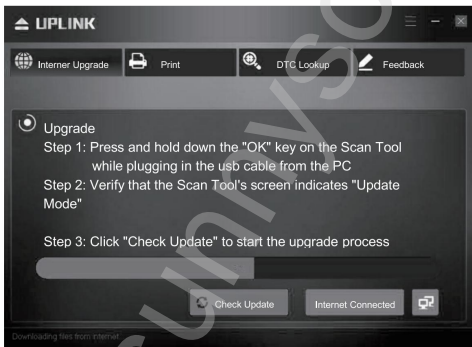 UPLINK
Interner Upgrade
Print
DTC Lookup
Feedback
Upgrade
Step 1: Press and hold down the "OK" key on the Scan Tool
while plugging in the usb cable from the PC
Step 2: Verify that the Scan Tool's screen indicates "Update
Mode"
Step 3: Click "Check Update" to start the upgrade process
Check Update
Internet Connected
Downloading files from internet